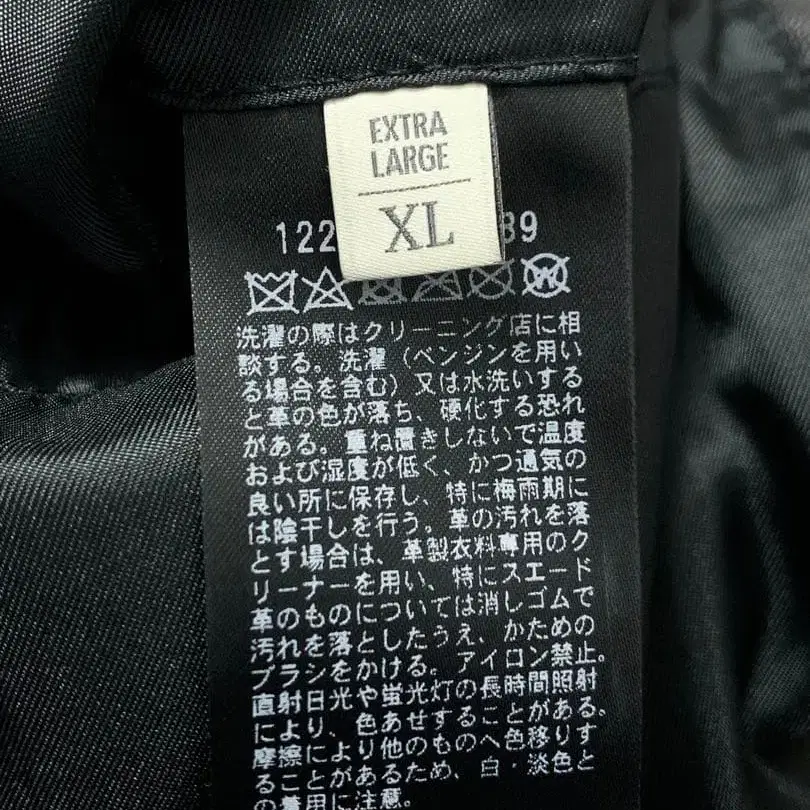 EXTRA
LARGE
XL
122
39
洗濯の際はクリーニング店に相
談する。洗濯（ベンジンを用い
る場合を含む）又は水洗いする
と革の色が落ち、硬化する恐れ
がある。重ね置きしないで温度
および湿度が低く、かつ通気の
良い所に保存し、特に梅雨期に
は陰干しを行う。革の汚れを落
とす場合は、革製衣料専用のク
リーナーを用い、特にスエード
革のものについては消しゴムで
汚れを落としたうえ、かための
ブラシをかける。アイロン禁止。
直射日光や蛍光灯の長時間照射
により、色あせすることがある。
摩擦により他のものへ色移りす
ることがあるため、白・淡色と
の着用に注意。